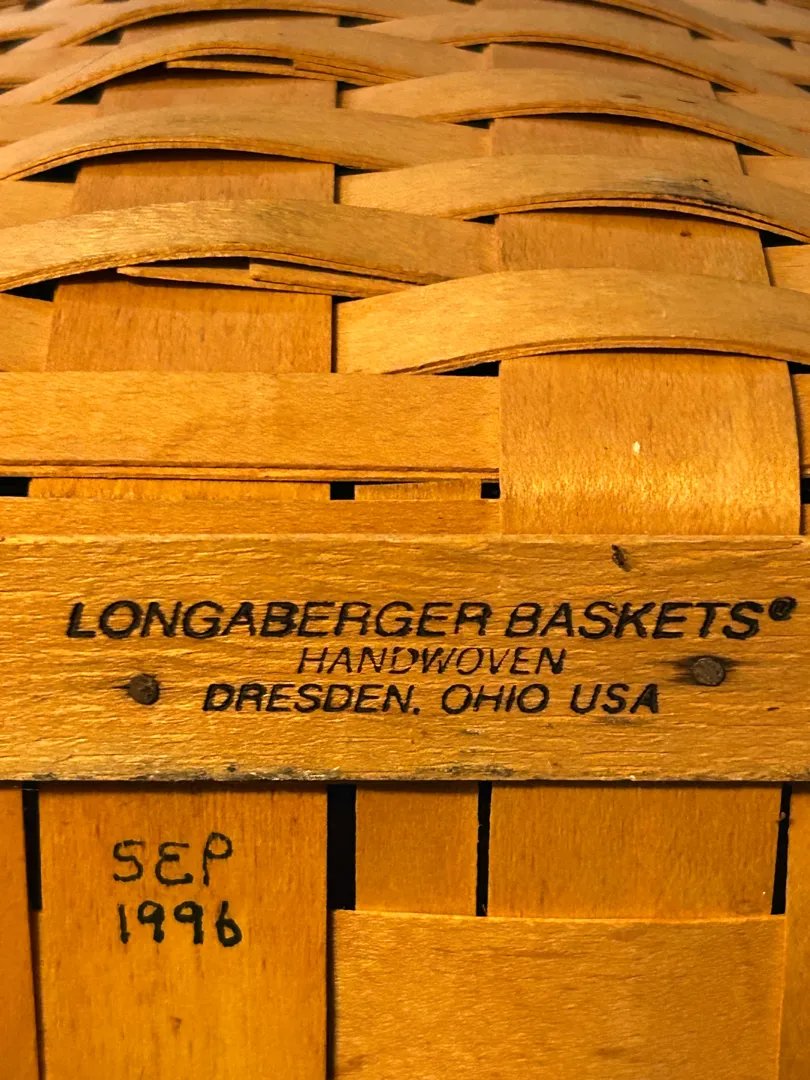 LONGABERGER BASKETS®
HANDWOVEN
DRESDEN, OHIO USA
SEP
1996